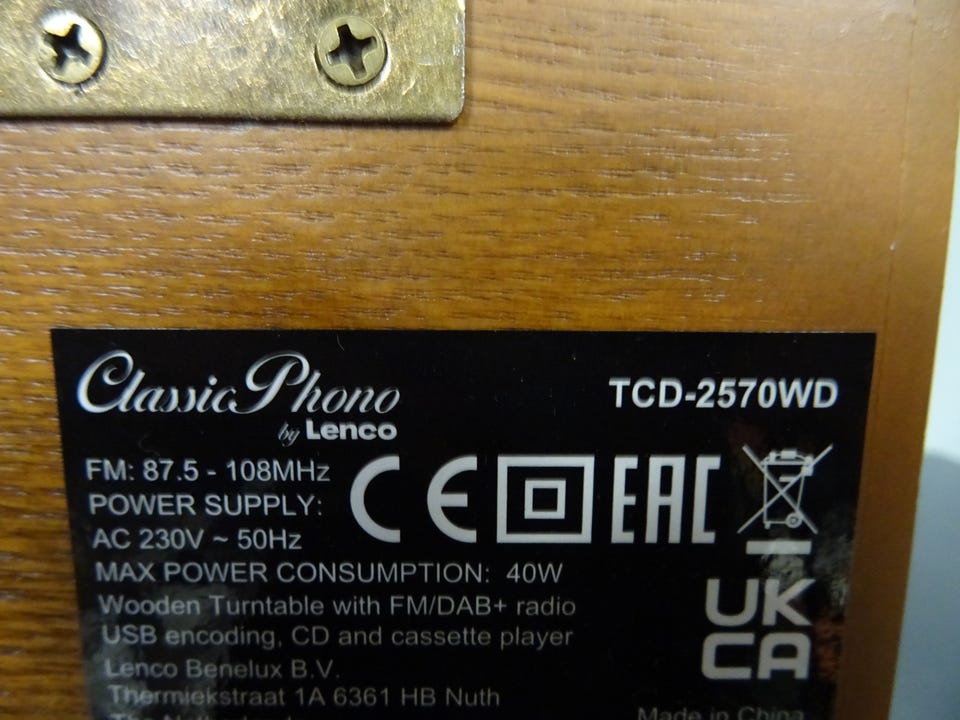 Classic Phono
by Lenco
TCD-2570WD
FM: 87.5 - 108MHz
POWER SUPPLY:
AC 230V ~ 50Hz
CE
EAC
MAX POWER CONSUMPTION: 40W
Wooden Turntable with FM/DAB+ radio
USB encoding, CD and cassette player
UK
CA
Lenco Benelux B.V.
Thermiekstraat 1A 6361 HB Nuth
Made in China